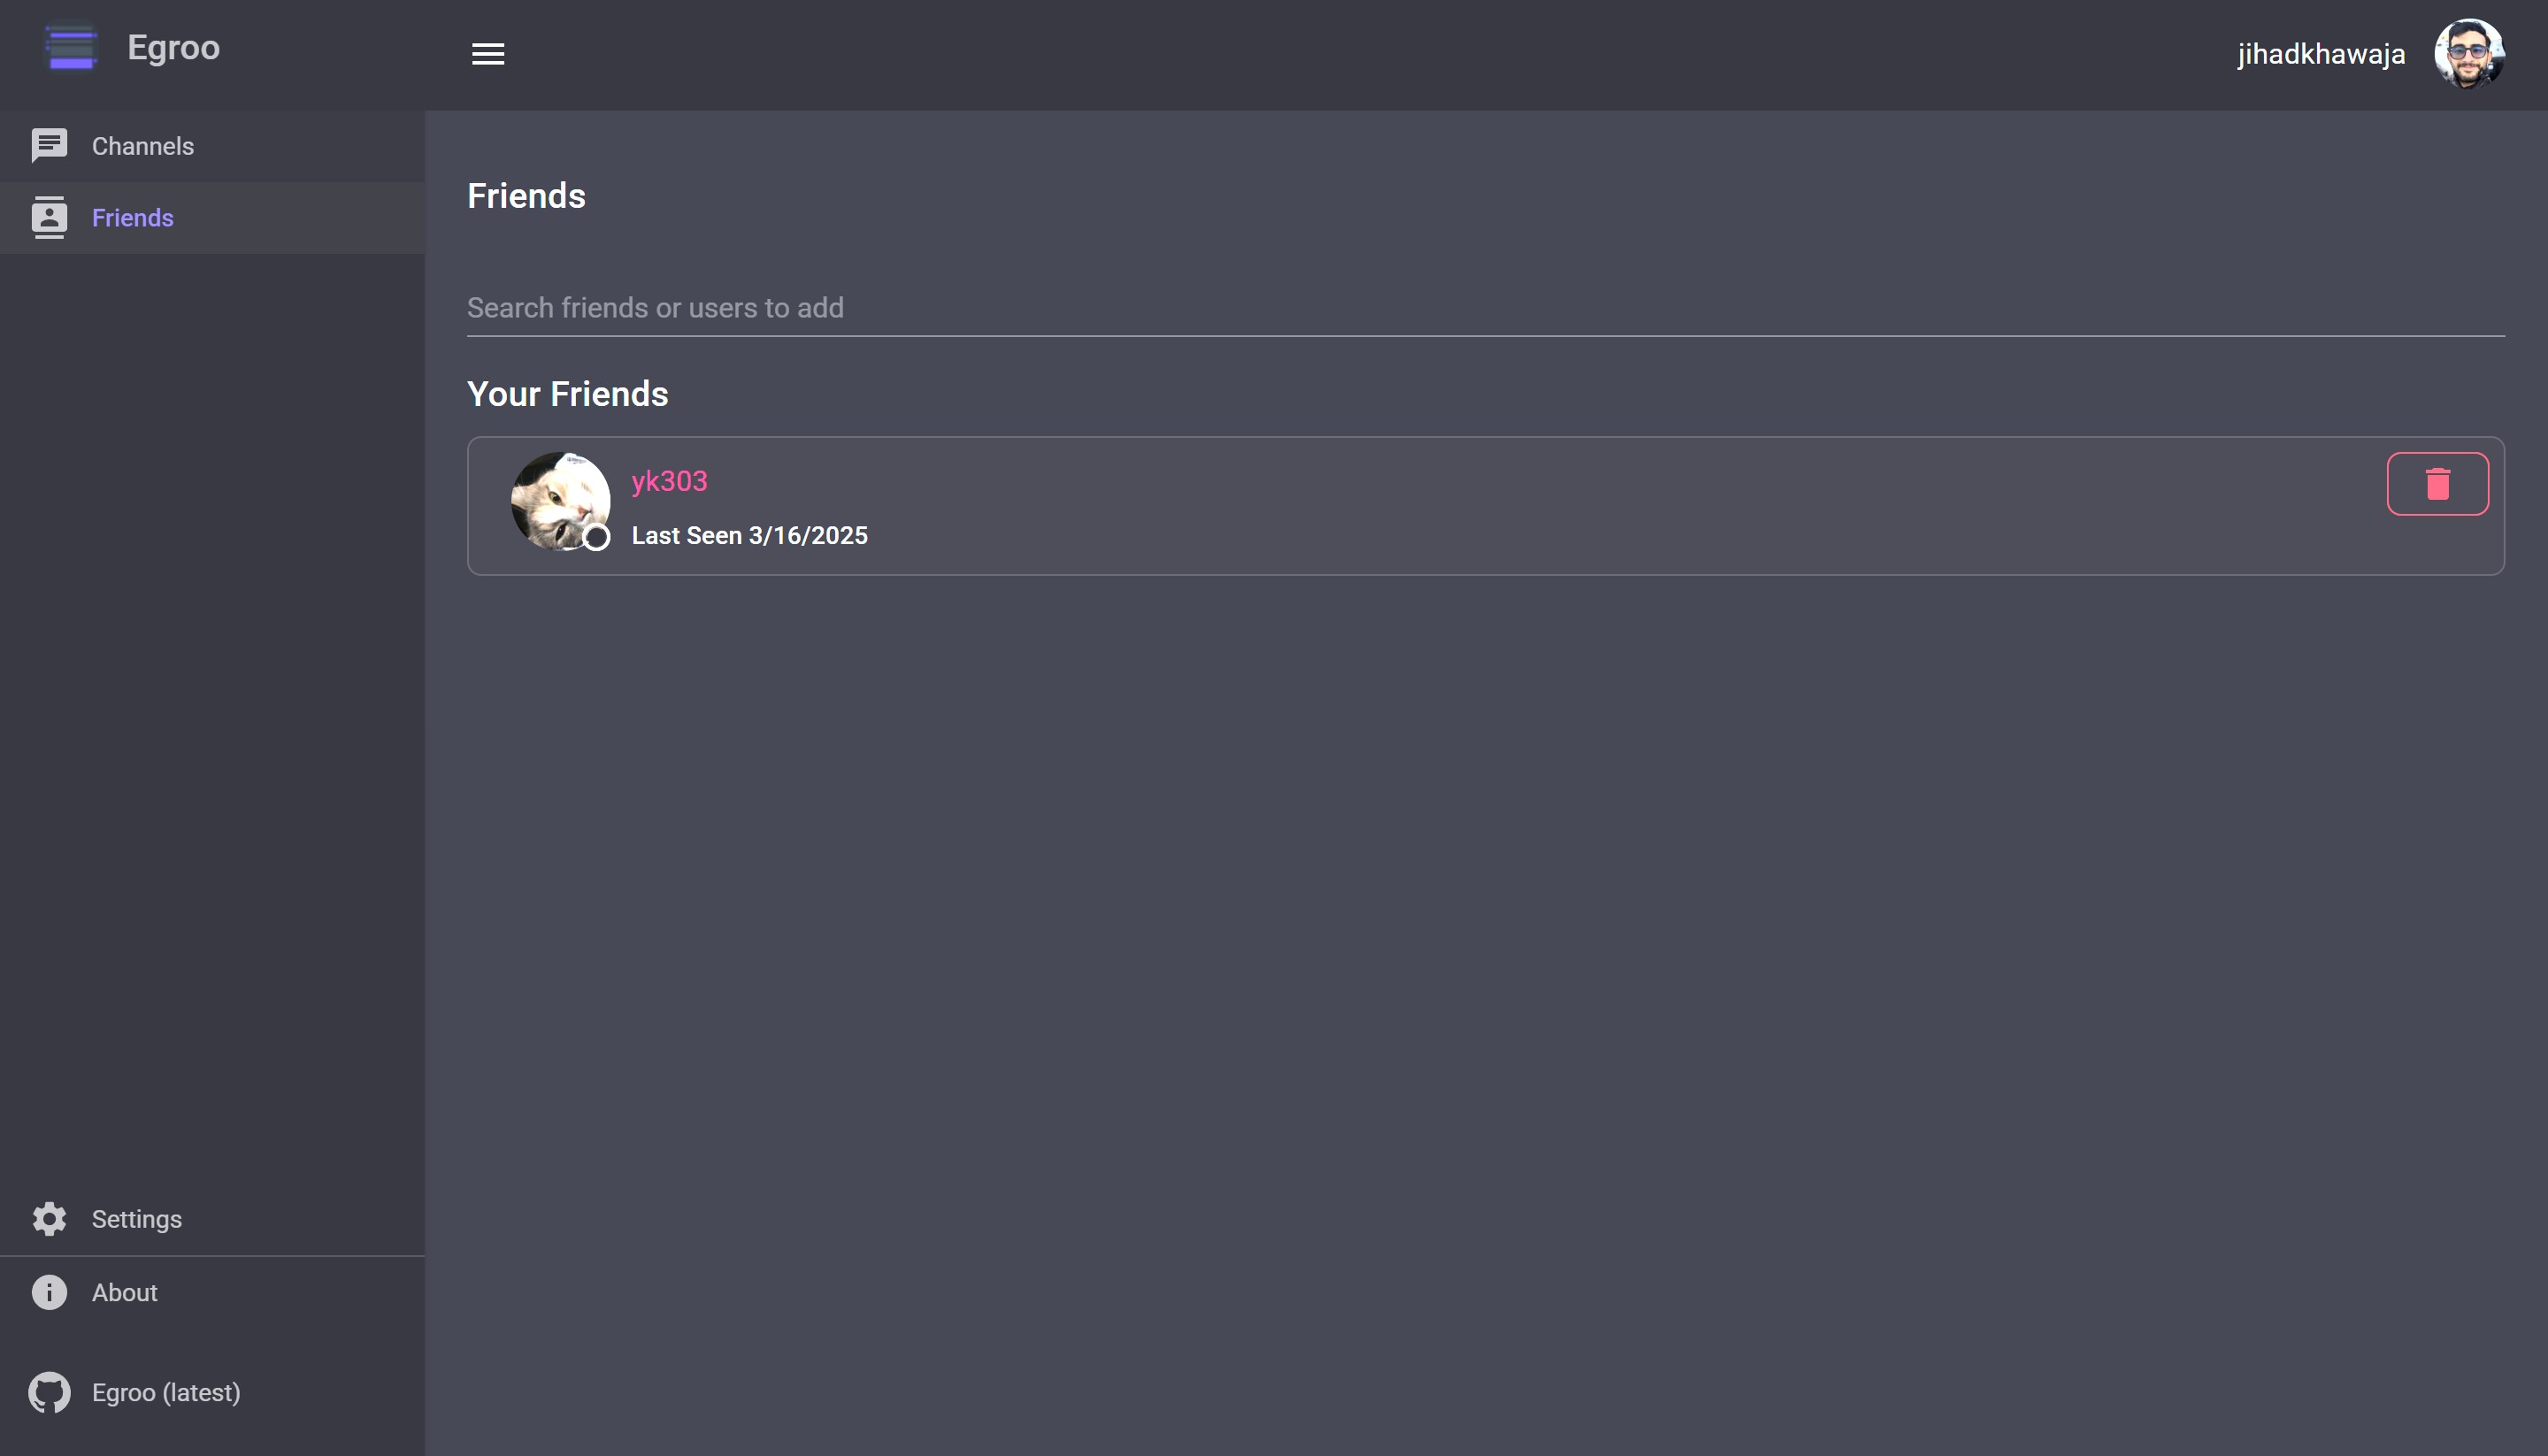 Egroo
jihadkhawaja
Channels
Friends
Friends
Search friends or users to add
Your Friends
yk303
Last Seen 3/16/2025
Settings
About
Egroo (latest)